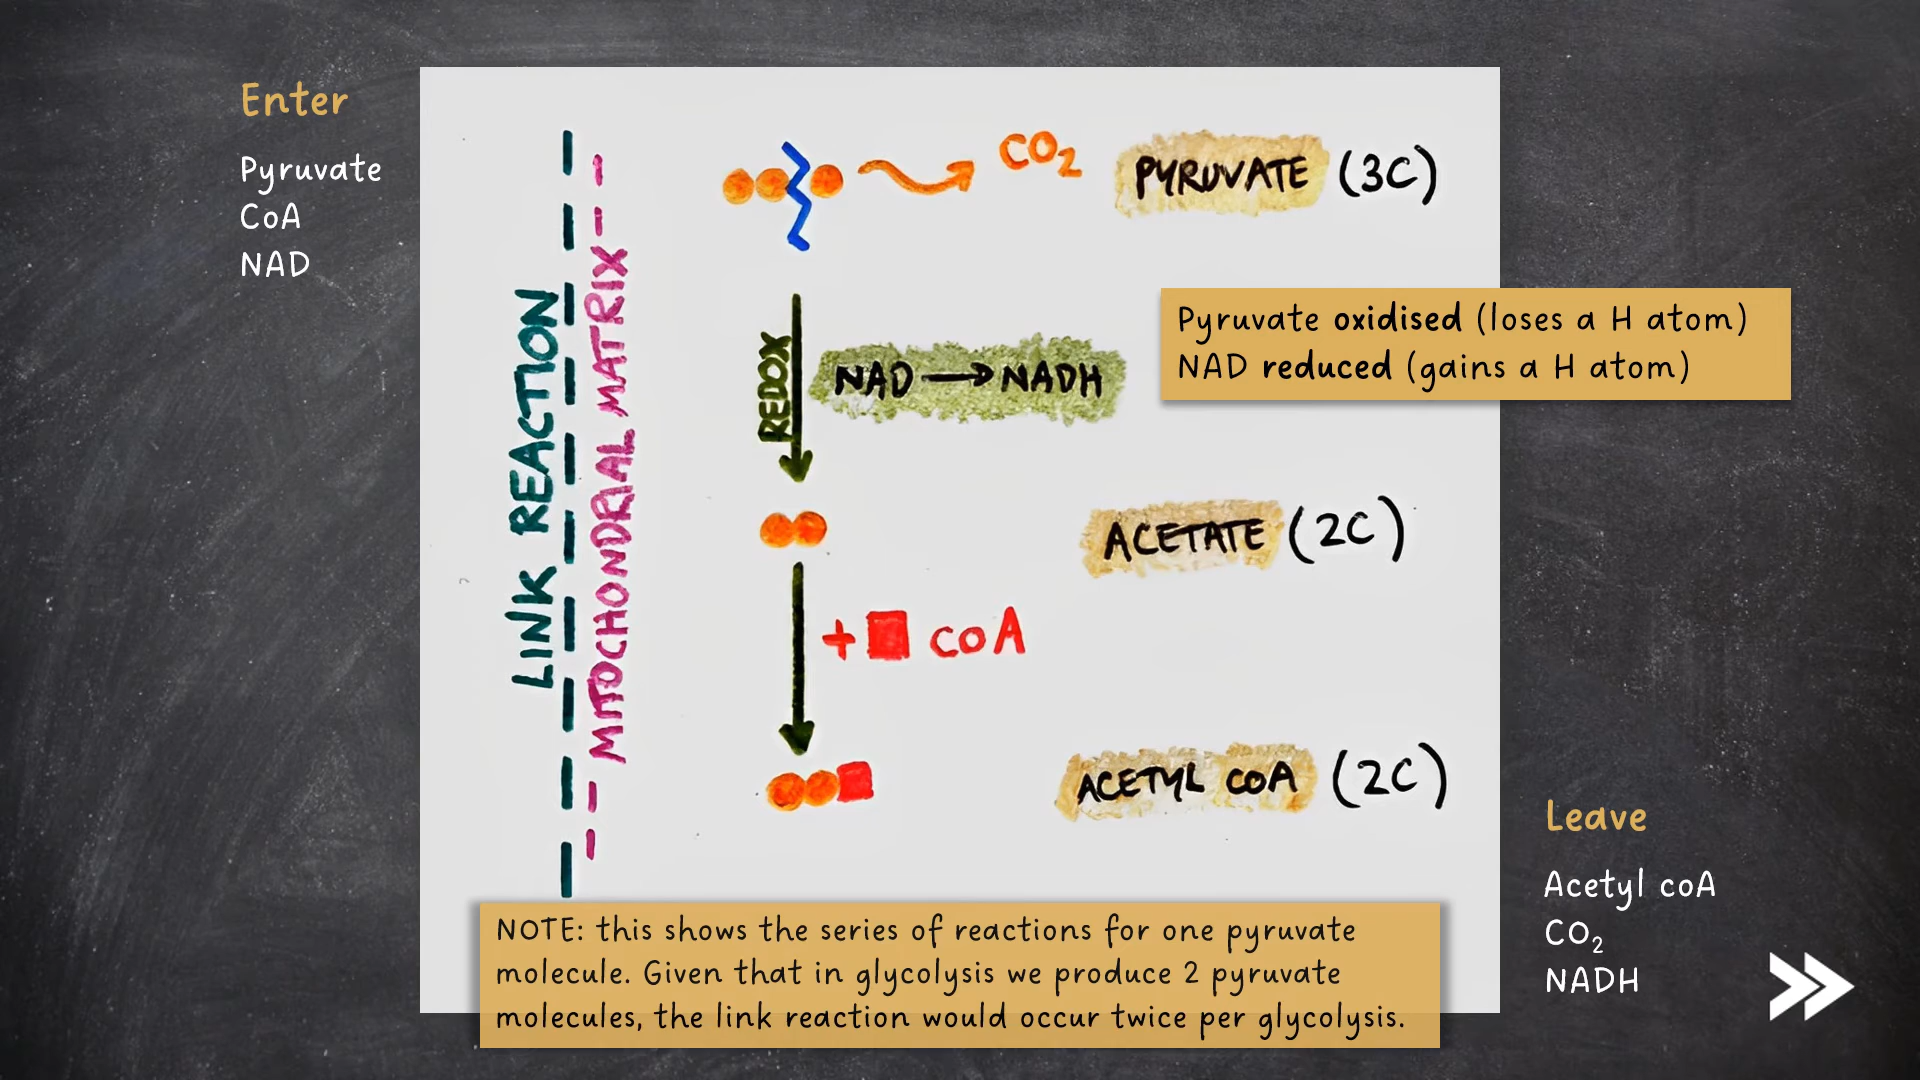 Enter
Pyruvate
CoA
NAD
LINK REACTION
MITOCHONDRIAL MATRIX
CO₂
PYRUVATE (3C)
REDOX
NAD → NADH
Pyruvate oxidised (loses a H atom)
NAD reduced (gains a H atom)
ACETATE (2C)
+ COA
ACETYL COA (2C)
Leave
Acetyl coA
CO₂
NADH
NOTE: this shows the series of reactions for one pyruvate
molecule. Given that in glycolysis we produce 2 pyruvate
molecules, the link reaction would occur twice per glycolysis.